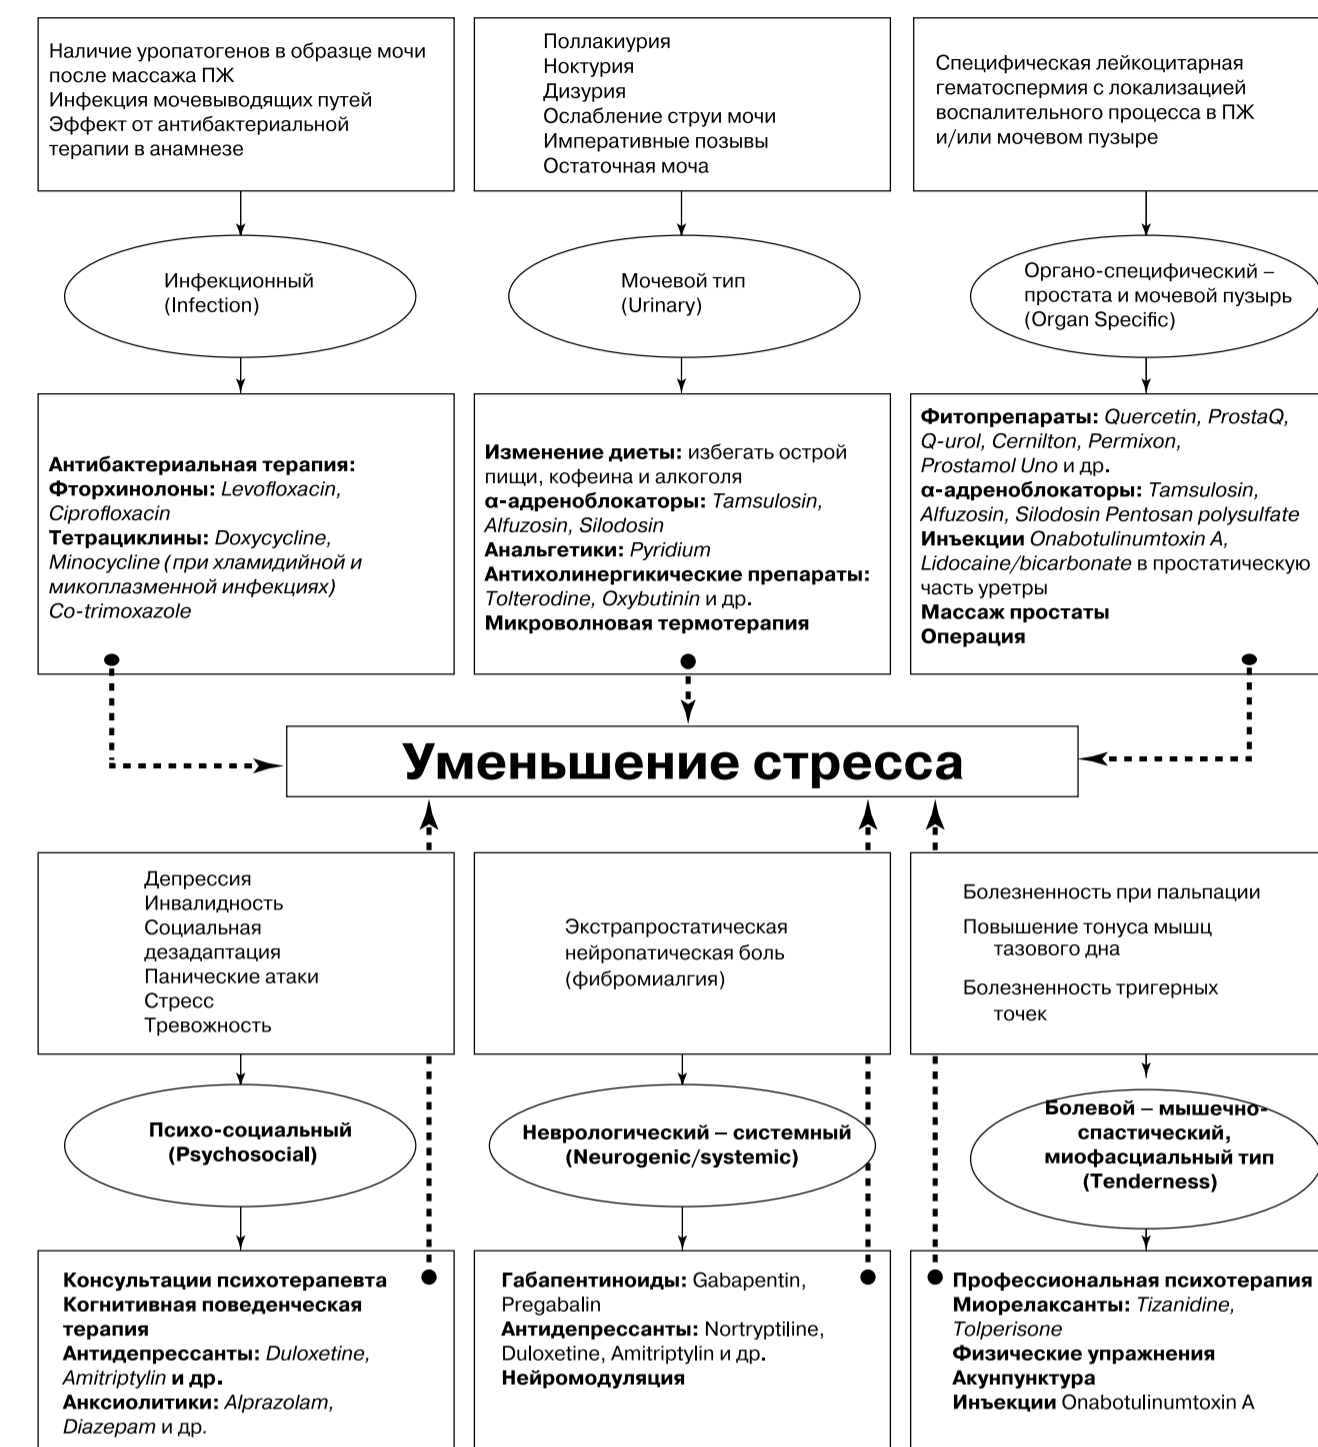 Наличие уропатогенов в образце мочи
после массажа ПЖ
Инфекция мочевыводящих путей
Эффект от антибактериальной
терапии в анамнезе
Поллакиурия
Ноктурия
Дизурия
Ослабление струи мочи
Императивные позывы
Остаточная моча
Специфическая лейкоцитарная
гематоспермия с локализацией
воспалительного процесса в ПЖ
и/или мочевом пузыре
Инфекционный
(Infection)
Мочевой тип
(Urinary)
Органо-специфический –
простата и мочевой пузырь
(Organ Specific)
Антибактериальная терапия:
Фторхинолоны: Levofloxacin,
Ciprofloxacin
Тетрациклины: Doxycycline,
Minocycline (при хламидийной и
микоплазменной инфекциях)
Co-trimoxazole
Изменение диеты: избегать острой
пищи, кофеина и алкоголя
α-адреноблокаторы: Tamsulosin,
Alfuzosin, Silodosin
Анальгетики: Pyridium
Антихолинергикические препараты:
Tolterodine, Oxybutinin и др.
Микроволновая термотерапия
Фитопрепараты: Quercetin, ProstaQ,
Q-urol, Cernilton, Permixon,
Prostamol Uno и др.
α-адреноблокаторы: Tamsulosin,
Alfuzosin, Silodosin Pentosan polysulfate
Инъекции Onabotulinumtoxin A,
Lidocaine/bicarbonate в простатическую
часть уретры
Массаж простаты
Операция
Уменьшение стресса
Депрессия
Инвалидность
Социальная
дезадаптация
Панические атаки
Стресс
Тревожность
Экстрапростатическая
нейропатическая боль
(фибромиалгия)
Болезненность при пальпации
Повышение тонуса мышц
тазового дна
Болезненность тригерных
точек
Психо-социальный
(Psychosocial)
Неврологический – системный
(Neurogenic/systemic)
Болевой – мышечно-
спастический,
миофасциальный тип
(Tenderness)
Консультации психотерапевта
Когнитивная поведенческая
терапия
Антидепрессанты: Duloxetine,
Amitriptylin и др.
Анксиолитики: Alprazolam,
Diazepam и др.
Габапентиноиды: Gabapentin,
Pregabalin
Антидепрессанты: Nortryptiline,
Duloxetine, Amitriptylin и др.
Нейромодуляция
Профессиональная психотерапия
Миорелаксанты: Tizanidine,
Tolperisone
Физические упражнения
Акунпунктура
Инъекции Onabotulinumtoxin A